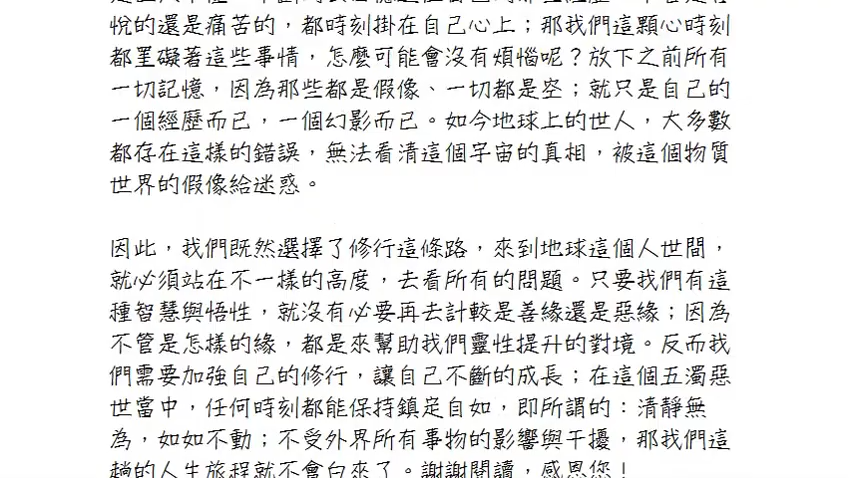 悅的還是痛苦的，都時刻掛在自己心上；那我們這顆心時刻
都罣礙著這些事情，怎麼可能會沒有煩惱呢？放下之前所有
一切記憶，因為那些都是假像、一切都是空；就只是自己的
一個經歷而已，一個幻影而已。如今地球上的世人，大多數
都存在這樣的錯誤，無法看清這個宇宙的真相，被這個物質
世界的假像給迷惑。
因此，我們既然選擇了修行這條路，來到地球這個人世間，
就必須站在不一樣的高度，去看所有的問題。只要我們有這
種智慧與悟性，就沒有必要再去計較是善緣還是惡緣；因為
不管是怎樣的緣，都是來幫助我們靈性提升的對境。反而我
們需要加強自己的修行，讓自己不斷的成長；在這個五濁惡
世當中，任何時刻都能保持鎮定自如，即所謂的：清靜無
為，如如不動；不受外界所有事物的影響與干擾，那我們這
趟的人生旅程就不會白來了。謝謝閱讀，感恩您！